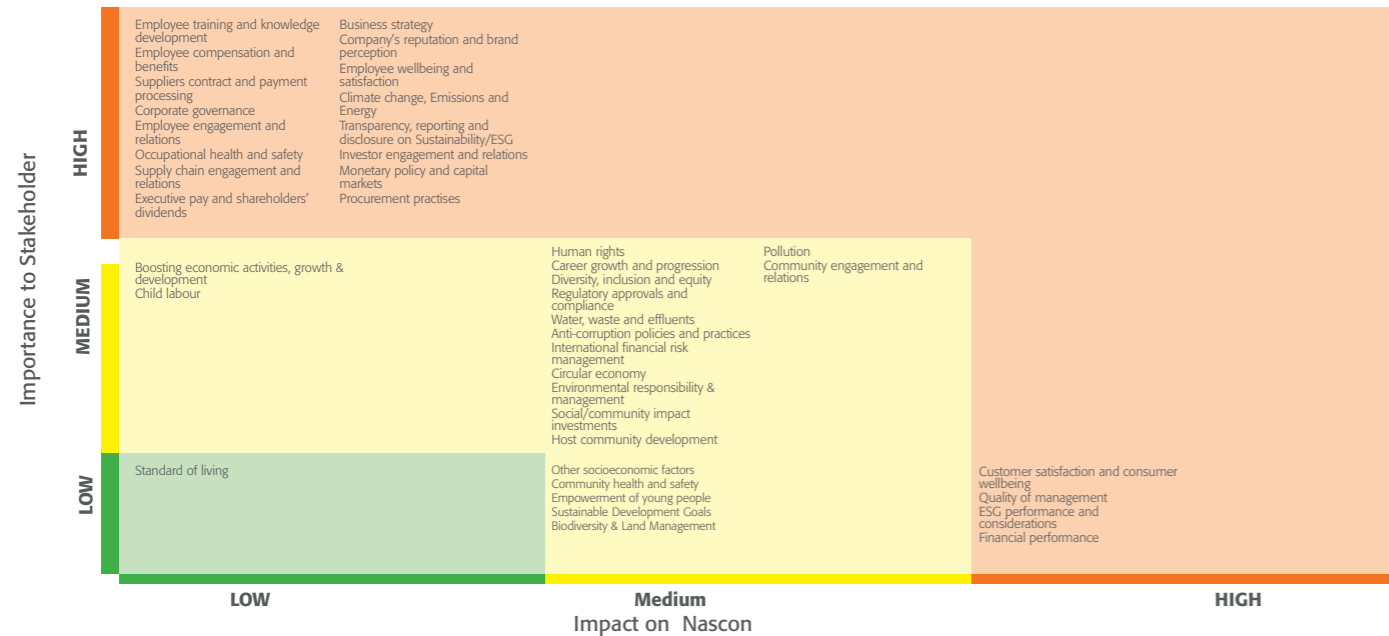 Importance to Stakeholder
HIGH
Employee training and knowledge
development
Employee compensation and
benefits
Suppliers contract and payment
processing
Corporate governance
Employee engagement and
relations
Occupational health and safety
Supply chain engagement and
relations
Executive pay and shareholders'
dividends
Business strategy
Company's reputation and brand
perception
Employee wellbeing and
satisfaction
Climate change, Emissions and
Energy
Transparency, reporting and
disclosure on Sustainability/ESG
Investor engagement and relations
Monetary policy and capital
markets
Procurement practises
MEDIUM
Boosting economic activities, growth &
development
Child labour
Human rights
Career growth and progression
Diversity, inclusion and equity
Regulatory approvals and
compliance
Water, waste and effluents
Anti-corruption policies and practices
International financial risk
management
Circular economy
Environmental responsibility &
management
Social/community impact
investments
Host community development
Pollution
Community engagement and
relations
LOW
Standard of living
Other socioeconomic factors
Community health and safety
Empowerment of young people
Sustainable Development Goals
Biodiversity & Land Management
Customer satisfaction and consumer
wellbeing
Quality of management
ESG performance and
considerations
Financial performance
LOW
Medium
HIGH
Impact on Nascon